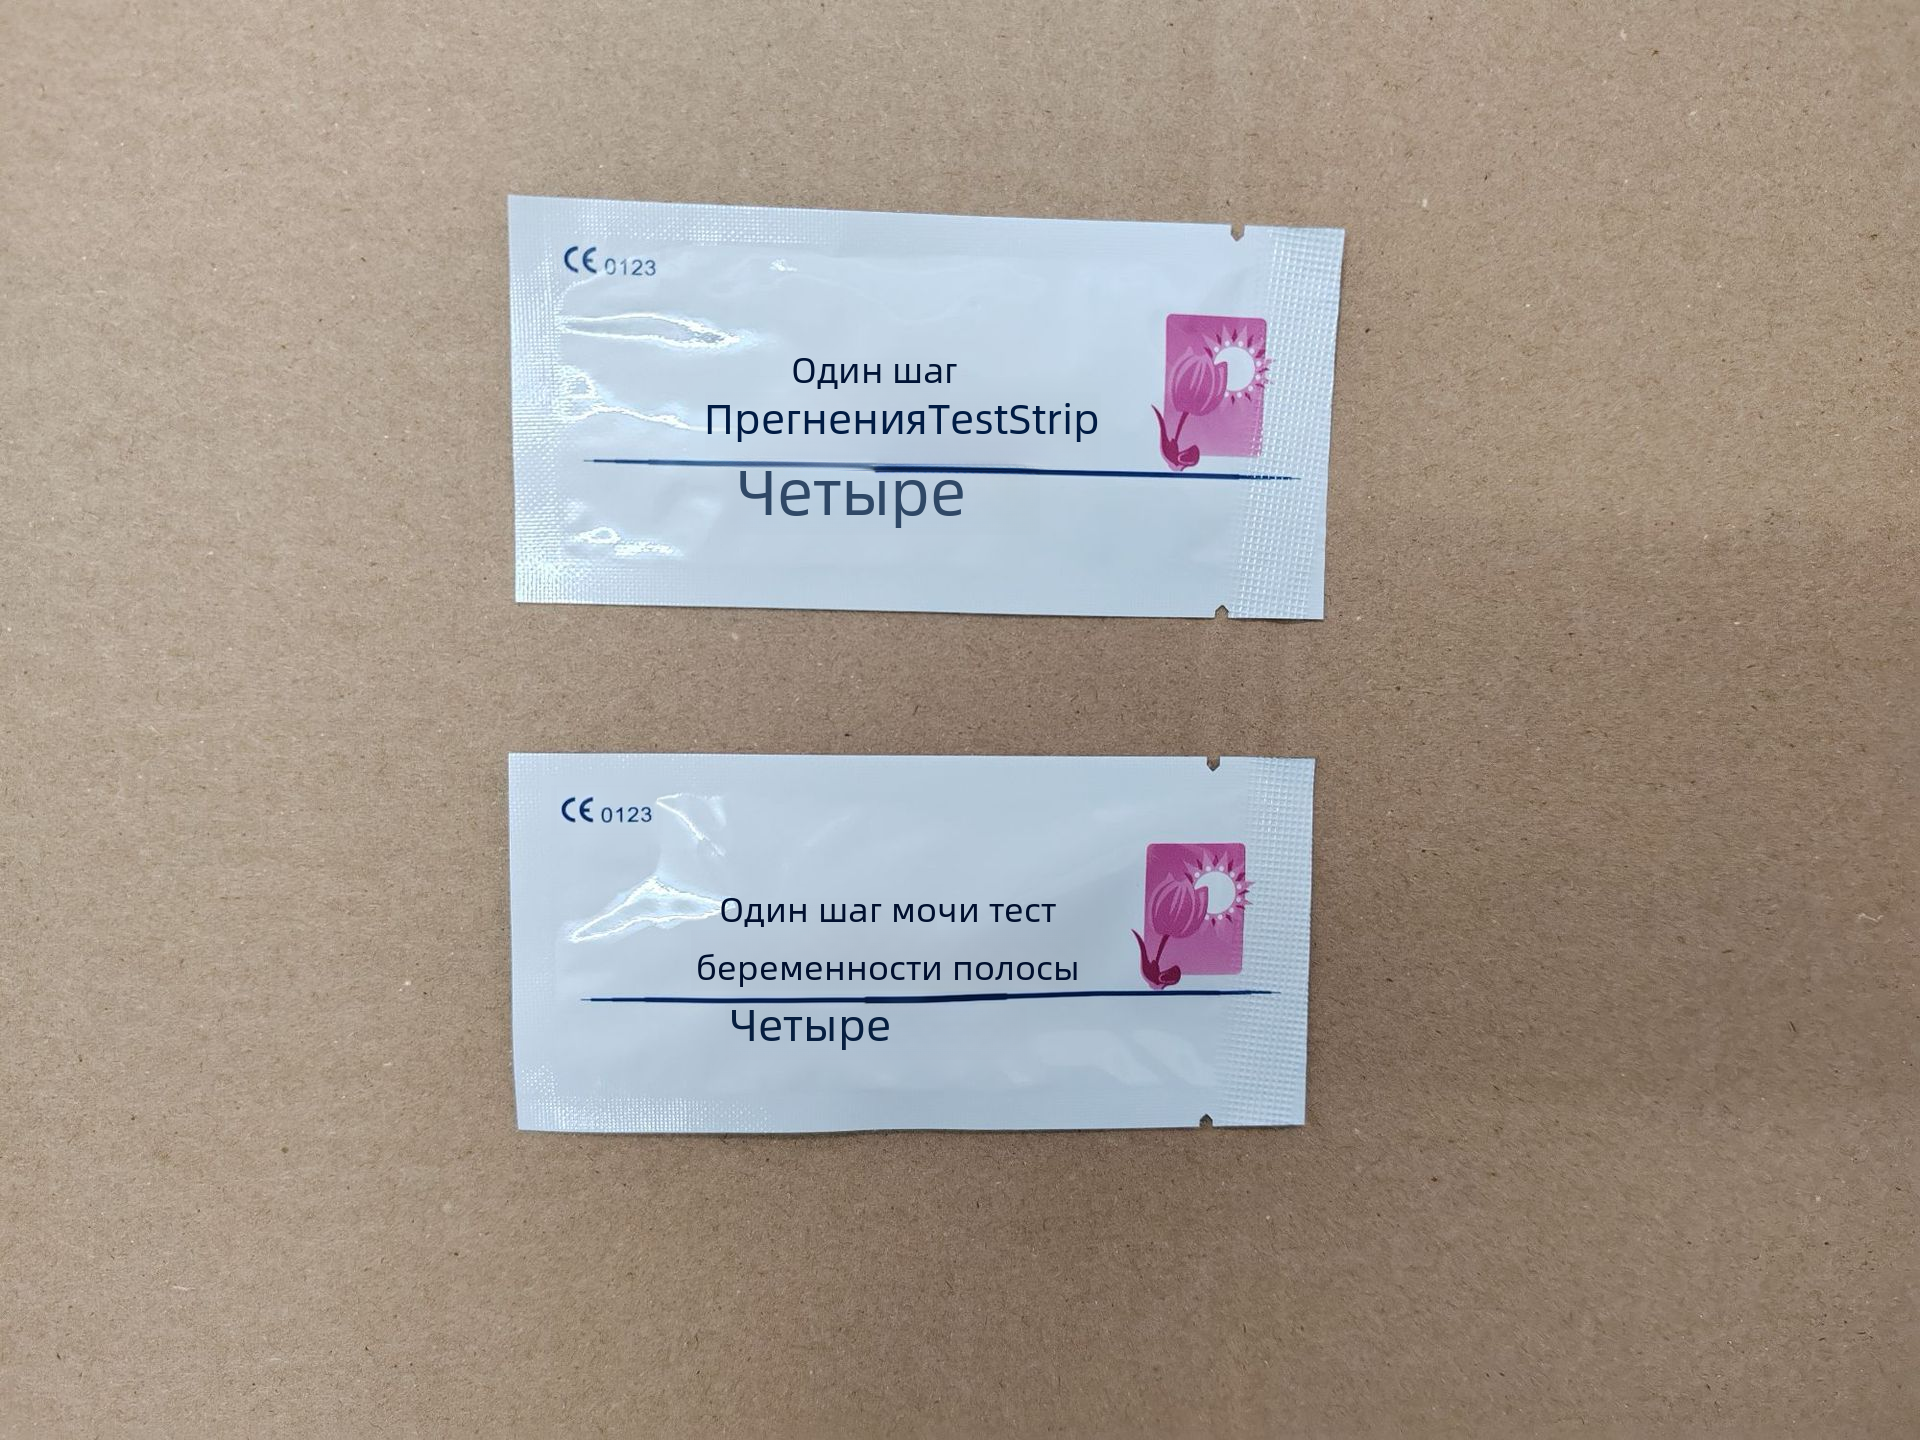 CE 0123
Один шаг
ПрегненияTestStrip
Четыре
CE 0123
Один шаг мочи тест
беременности полосы
Четыре